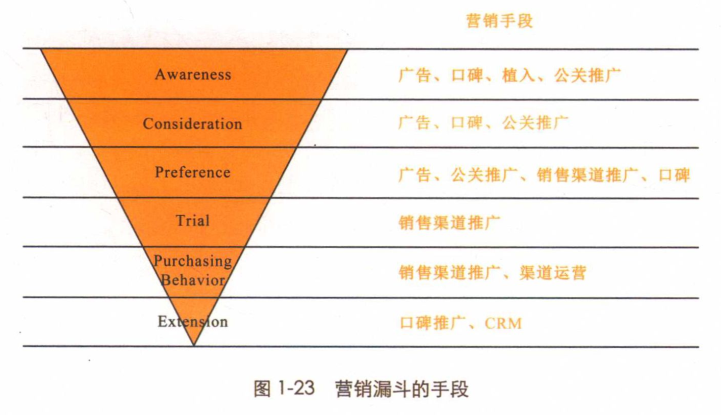 营销手段
Awareness 广告、口碑、植入、公关推广
Consideration 广告、口碑、公关推广
Preference 广告、公关推广、销售渠道推广、口碑
Trial 销售渠道推广
Purchasing
Behavior 销售渠道推广、渠道运营
Extension 口碑推广、CRM
图 1-23 营销漏斗的手段